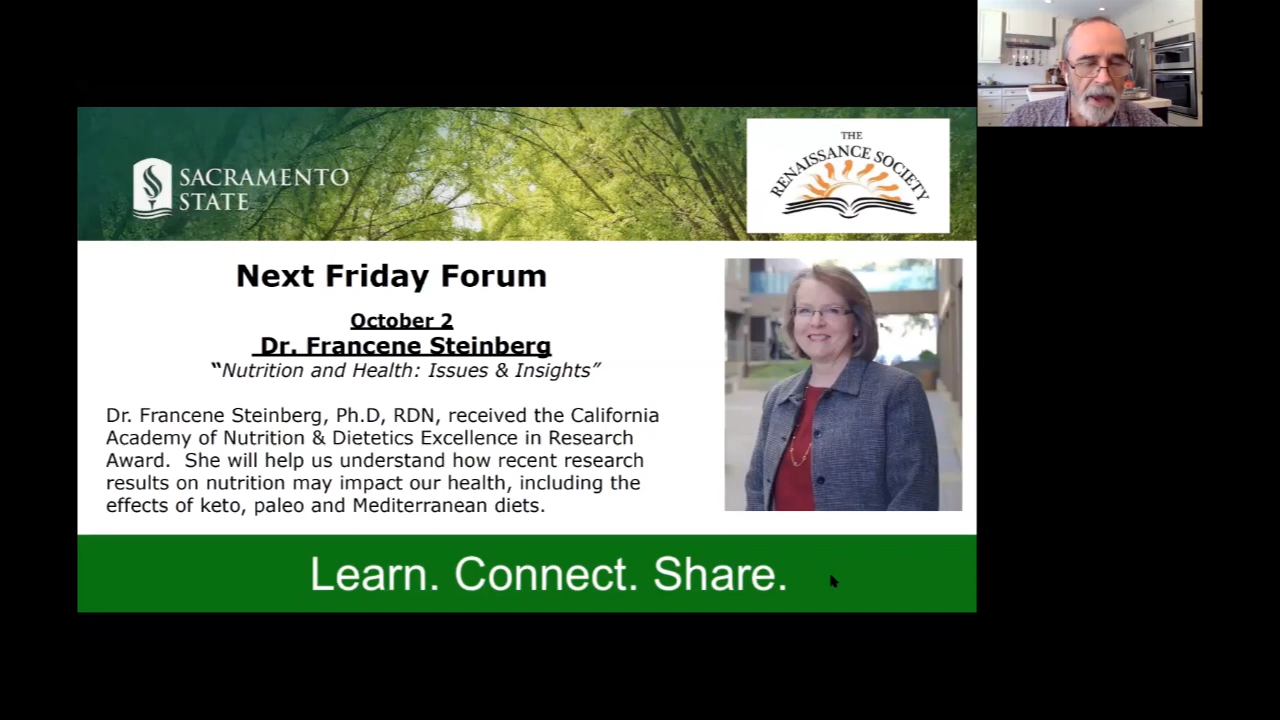 SACRAMENTO
STATE
THE
RENAISSANCE SOCIETY
Next Friday Forum
October 2
Dr. Francene Steinberg
“Nutrition and Health: Issues & Insights”
Dr. Francene Steinberg, Ph.D, RDN, received the California
Academy of Nutrition & Dietetics Excellence in Research
Award. She will help us understand how recent research
results on nutrition may impact our health, including the
effects of keto, paleo and Mediterranean diets.
Learn. Connect. Share.